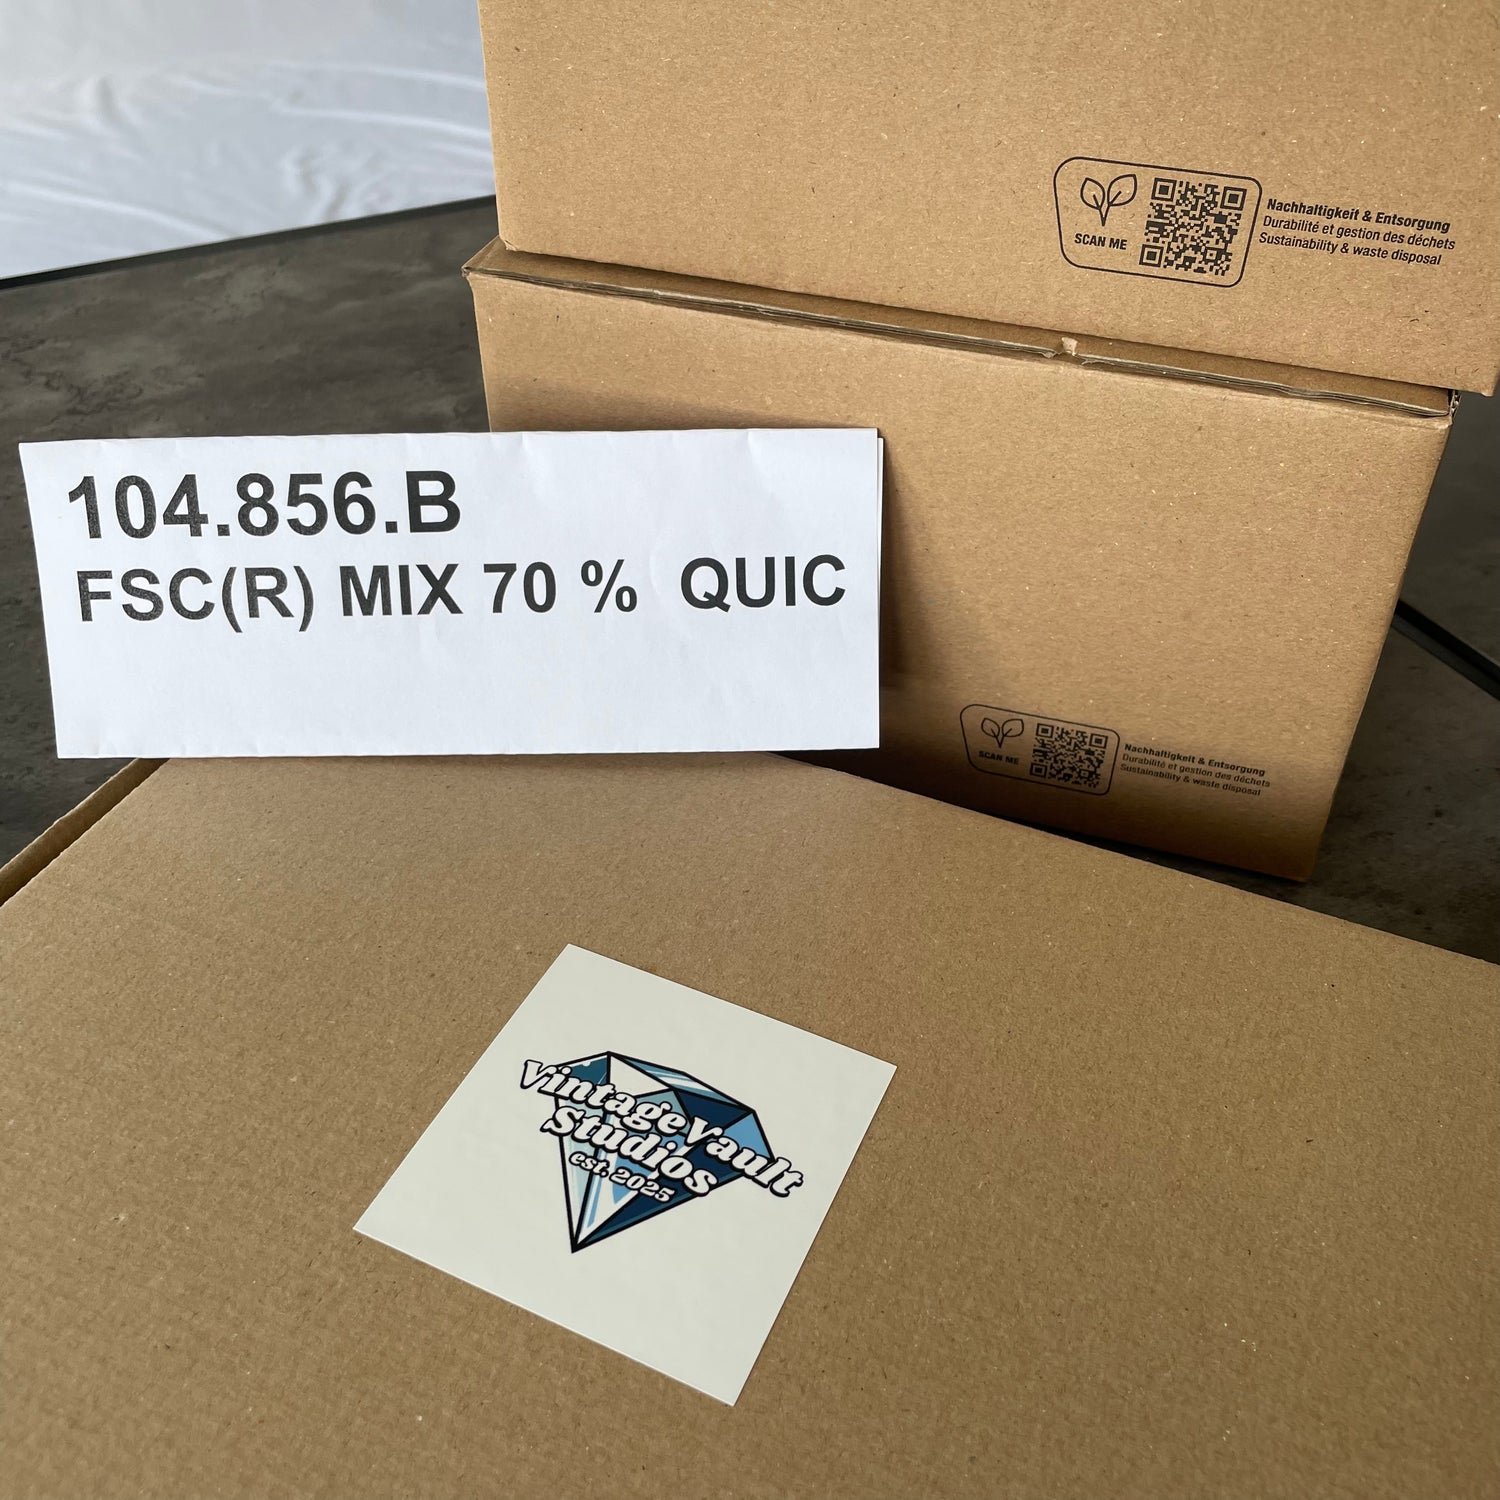 SCAN ME
Nachhaltigkeit & Entsorgung
Durabilité et gestion des déchets
Sustainability & waste disposal
104.856.B
FSC(R) MIX 70 % QUIC
SCAN ME
Nachhaltigkeit & Entsorgung
Durabilité et gestion des déchets
Sustainability & waste disposal
VintageVault
Studios
est. 2025